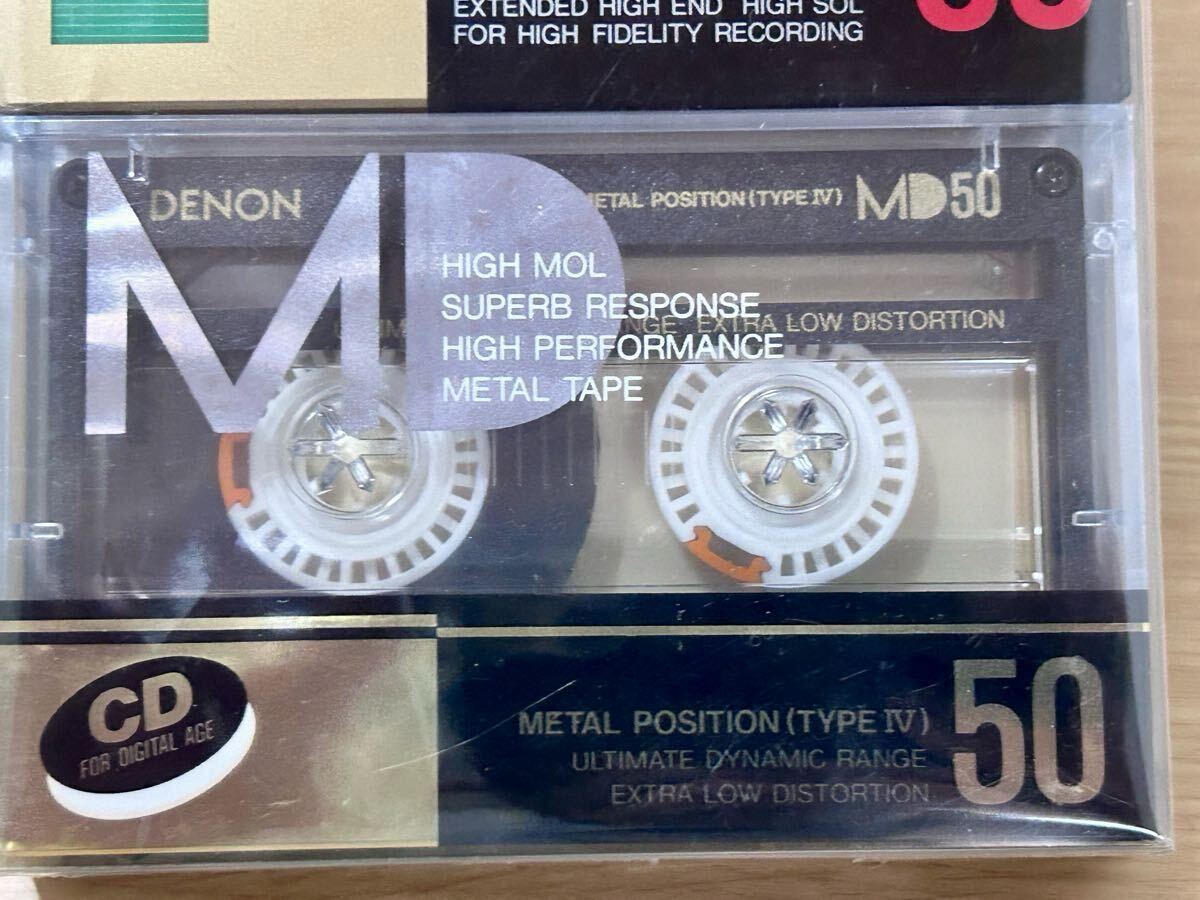 EXTENDED HIGH END HIGH SOL
FOR HIGH FIDELITY RECORDING
MD
DENON
METAL POSITION (TYPE IV) MD50
HIGH MOL
SUPERB RESPONSE
HIGH PERFORMANCE
METAL TAPE
EXTRA LOW DISTORTION
CD
FOR DIGITAL AGE
METAL POSITION (TYPE IV)
ULTIMATE DYNAMIC RANGE
EXTRA LOW DISTORTION
50